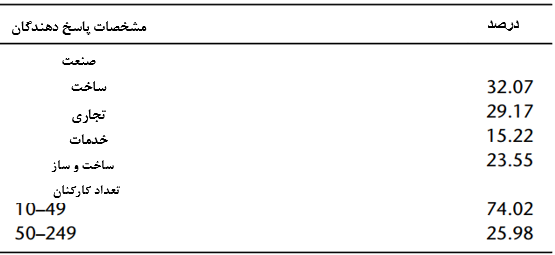 مشخصات پاسخ دهندگان درصد
صنعت
ساخت 32.07
تجاری 29.17
خدمات 15.22
ساخت و ساز 23.55
تعداد کارکنان
10–49 74.02
50–249 25.98